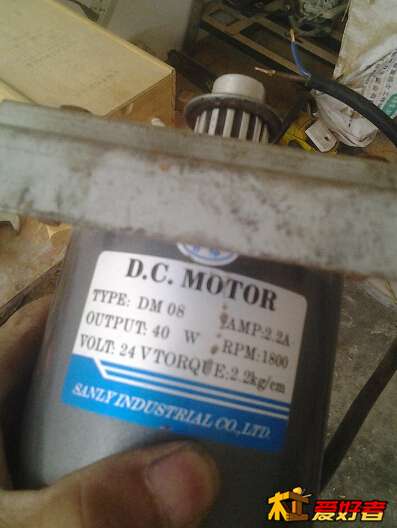 D.C. MOTOR
TYPE: DM 08
OUTPUT: 40 W AMP:2.2A
VOLT: 24 V TORQUE:2.2kg/cm RPM:1800
SANLY INDUSTRIAL CO.,LTD.
爱好者